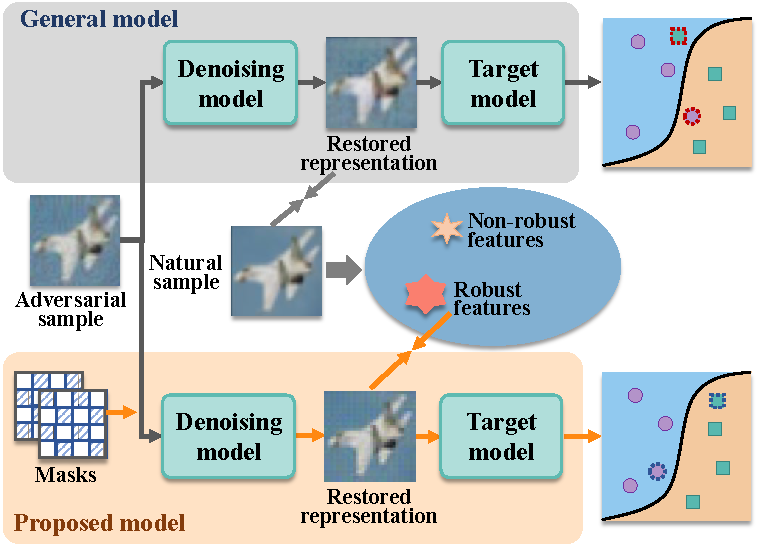 General model
Denoising
model
Target
model
Restored
representation
Adversarial
sample
Natural
sample
Non-robust
features
Robust
features
Masks
Denoising
model
Restored
representation
Target
model
Proposed model